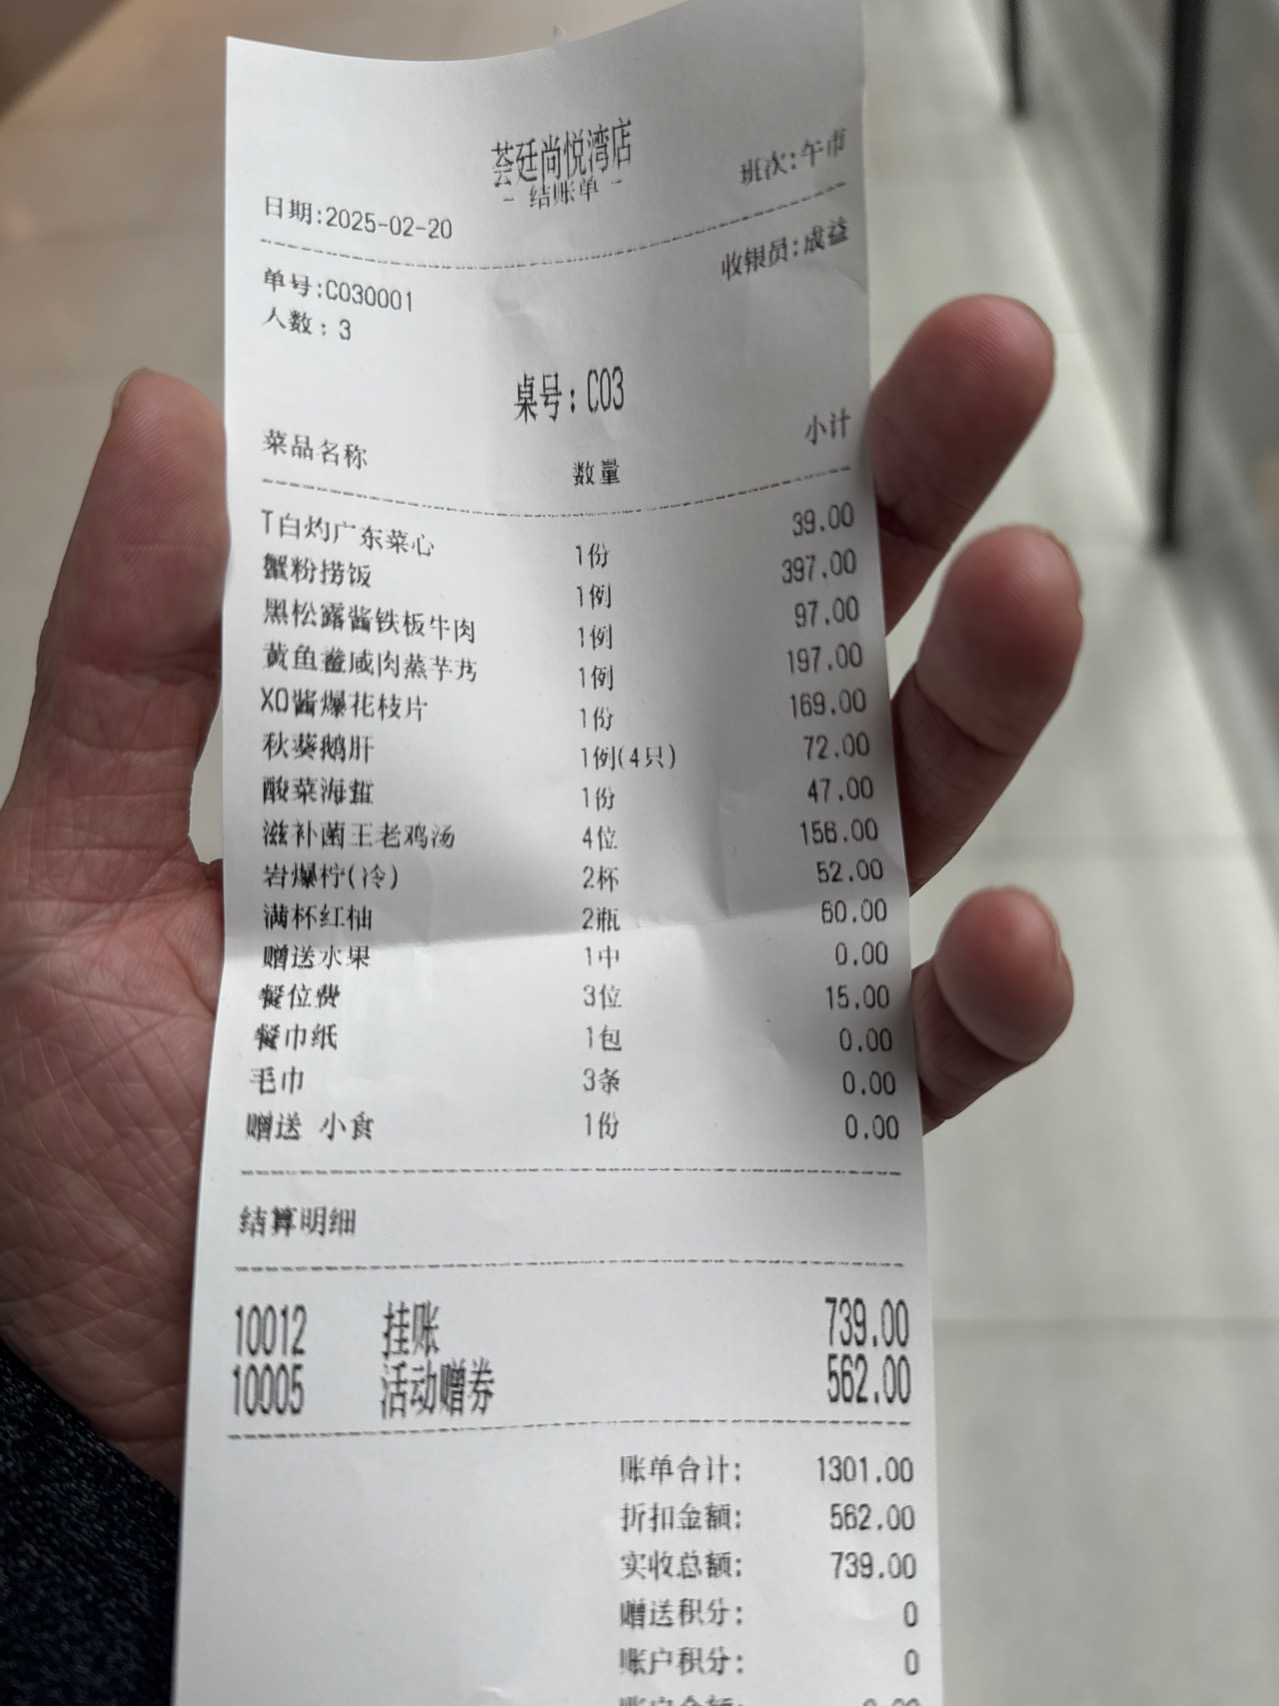 荟廷尚悦湾店
- 结账单 -
日期:2025-02-20 班次:午市
单号:C030001 收银员:成益
人数: 3
桌号: C03
菜品名称 数量 小计
T白灼广东菜心 1份 39.00
蟹粉捞饭 1例 397.00
黑松露酱铁板牛肉 1例 97.00
黄鱼鲞咸肉蒸芋艿 1例 197.00
XO酱爆花枝片 1份 169.00
秋葵鹅肝 1例(4只) 72.00
酸菜海蜇 1份 47.00
滋补菌王老鸡汤 4位 156.00
岩爆柠(冷) 2杯 52.00
满杯红柚 2瓶 60.00
赠送水果 1中 0.00
餐位费 3位 15.00
餐巾纸 1包 0.00
毛巾 3条 0.00
赠送 小食 1份 0.00
结算明细
10012 挂账 739.00
10005 活动赠券 562.00
账单合计: 1301.00
折扣金额: 562.00
实收总额: 739.00
赠送积分: 0
账户积分: 0